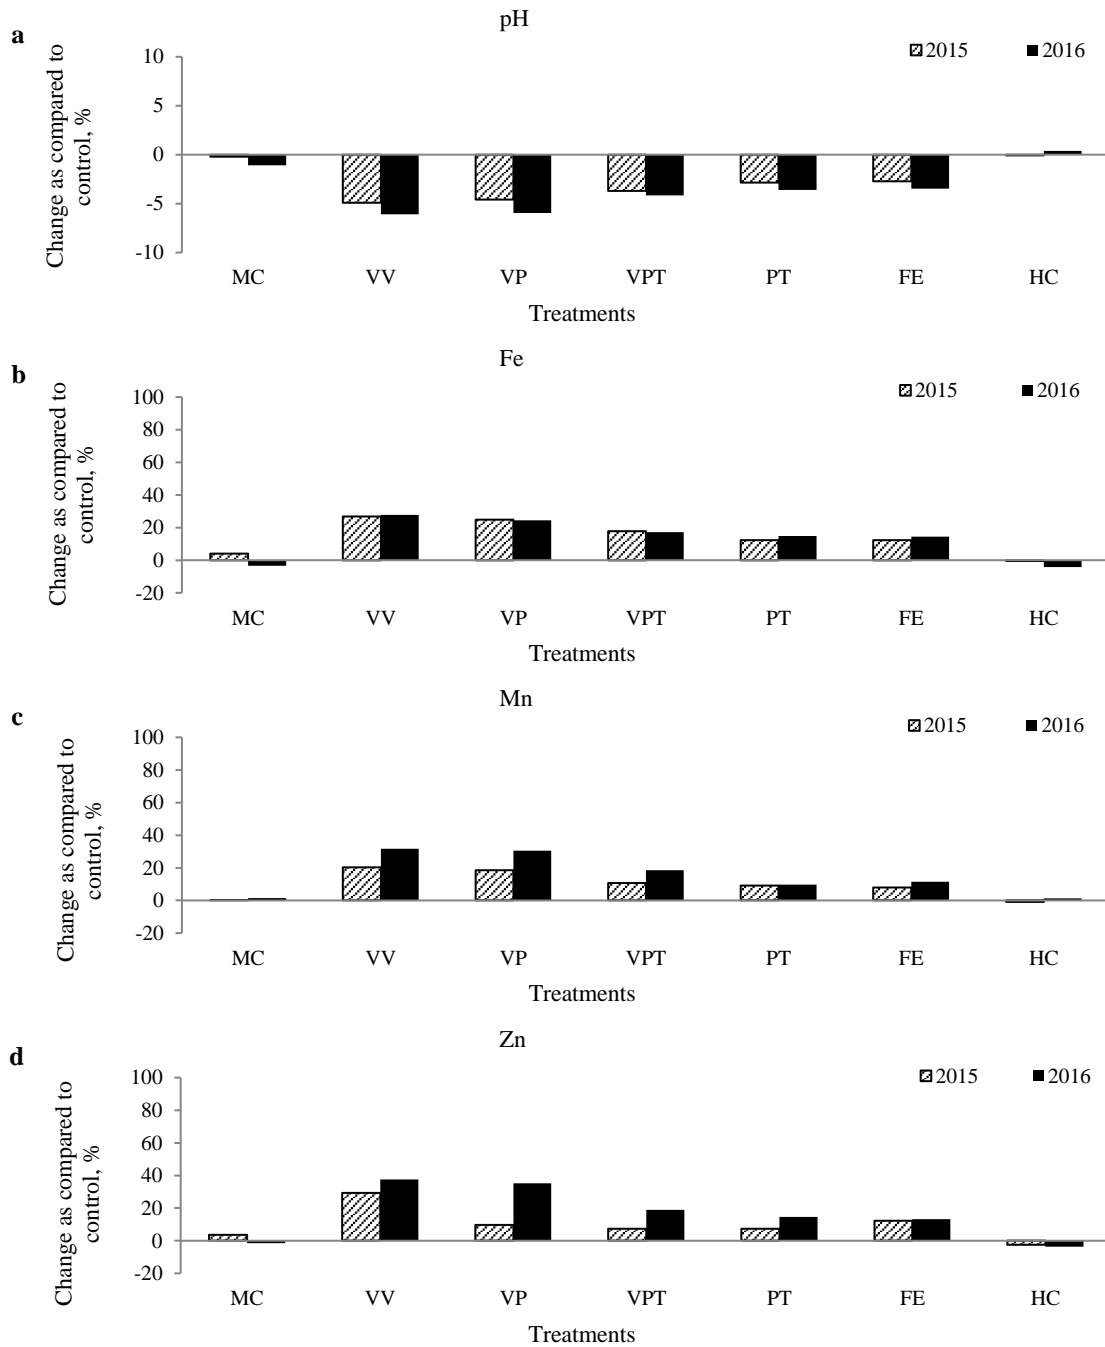 a
pH
2015 2016
Change as compared to
control, %
10
5
0
-5
-10
MC VV VP VPT PT FE HC
Treatments
b
Fe
2015 2016
Change as compared to
control, %
100
80
60
40
20
0
-20
MC VV VP VPT PT FE HC
Treatments
c
Mn
2015 2016
Change as compared to
control, %
100
80
60
40
20
0
-20
MC VV VP VPT PT FE HC
Treatments
d
Zn
2015 2016
Change as compared to
control, %
100
80
60
40
20
0
-20
MC VV VP VPT PT FE HC
Treatments